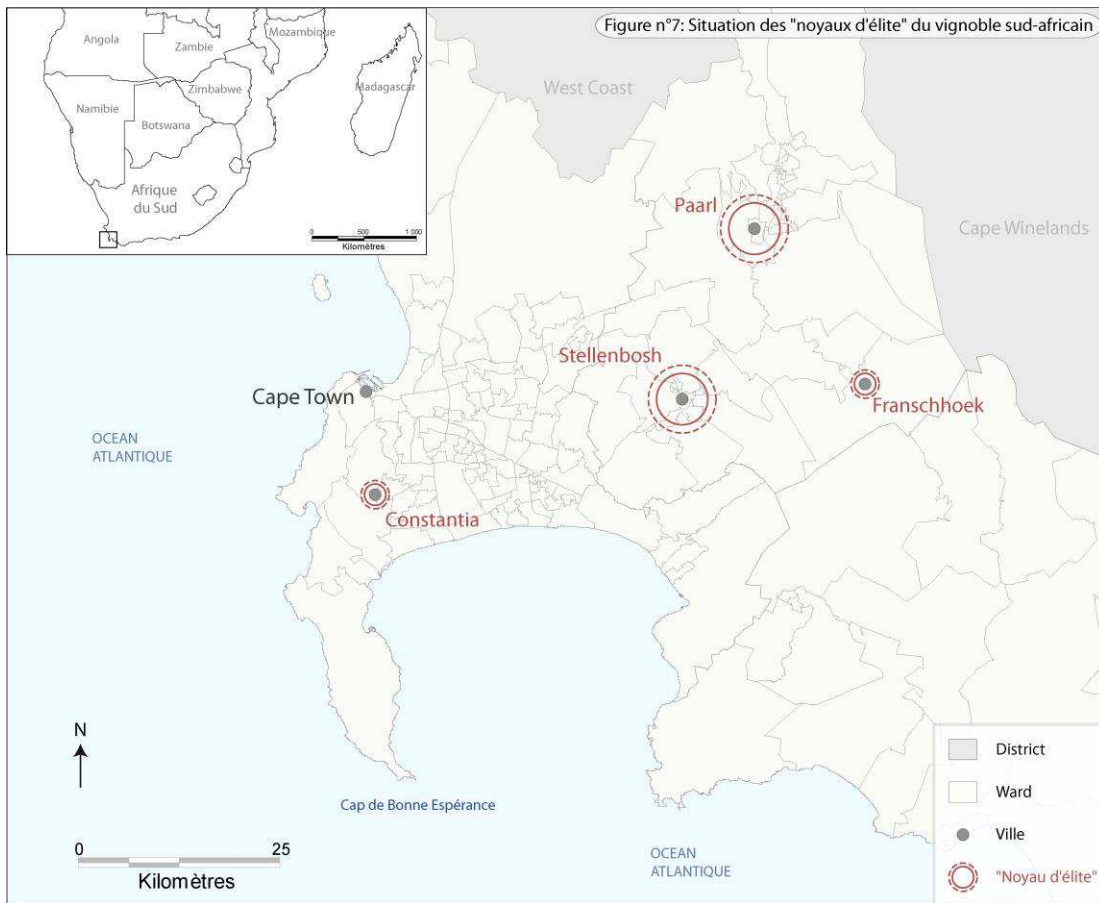 Figure n°7: Situation des "noyaux d'élite" du vignoble sud-africain
Angola
Zambie
Mozambique
Madagascar
Zimbabwe
Namibie
Botswana
Afrique
du Sud
0 500 1 000
Kilomètres
West Coast
Cape Winelands
Paarl
Stellenbosh
Franschhoek
Cape Town
Constantia
OCEAN
ATLANTIQUE
N
Cap de Bonne Espérance
0 25
Kilomètres
OCEAN
ATLANTIQUE
District
Ward
Ville
"Noyau d'élite"